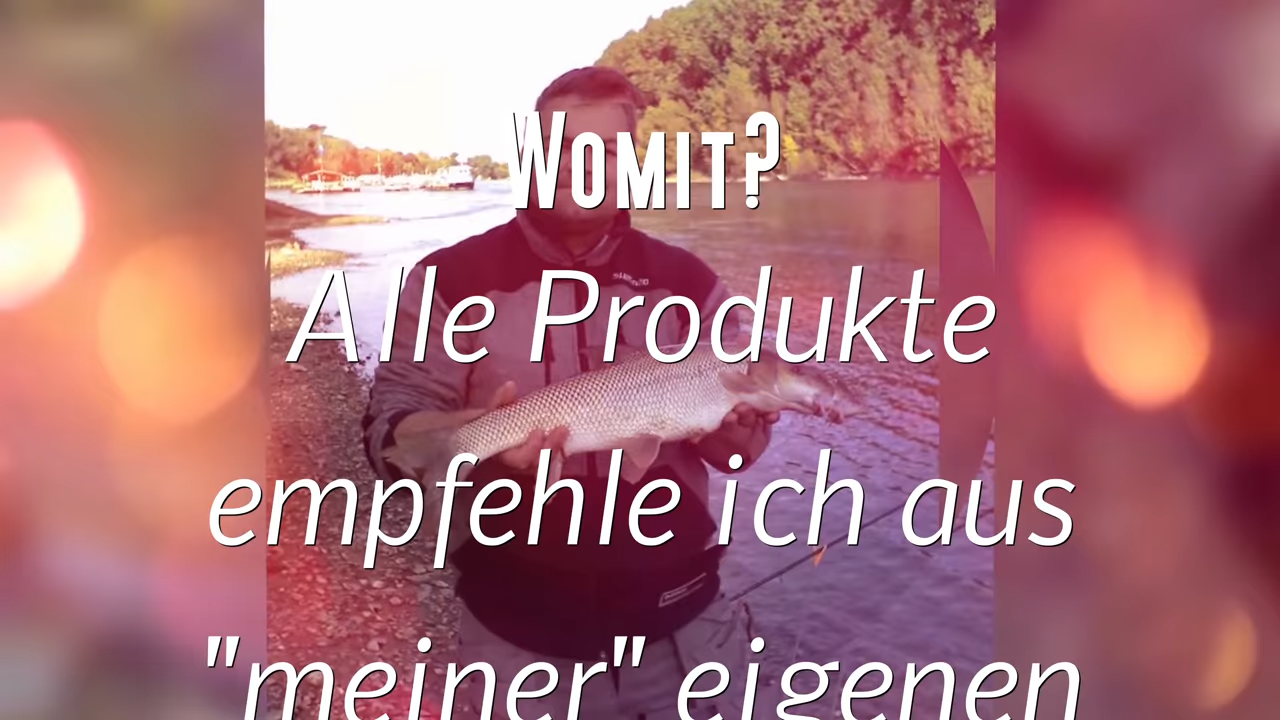 Womit?
Alle Produkte
empfehle ich aus
"meiner" eigenen